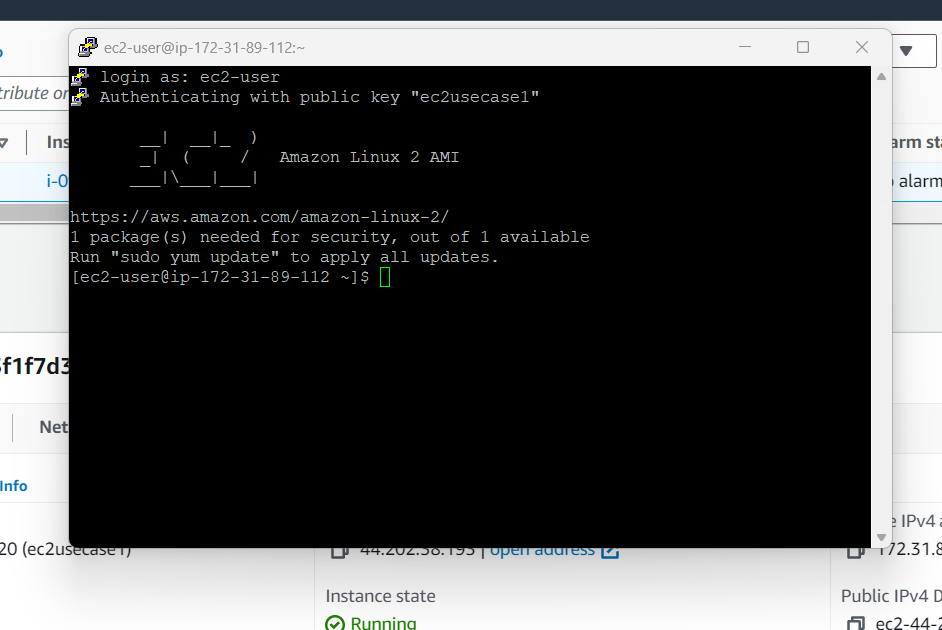 ec2-user@ip-172-31-89-112:~
login as: ec2-user
Authenticating with public key "ec2usecase1"
       __|  __|_  )
       _|  (     /   Amazon Linux 2 AMI
      ___|\___|___|
https://aws.amazon.com/amazon-linux-2/
1 package(s) needed for security, out of 1 available
Run "sudo yum update" to apply all updates.
[ec2-user@ip-172-31-89-112 ~]$
tribute or
Ins
arm sta
i-0
alarm
5f1f7d3
Net
Info
e IPv4 a
20 (ec2usecase1)
44.202.38.193 | open address
172.31.8
Instance state
Public IPv4 D
Running
ec2-44-2